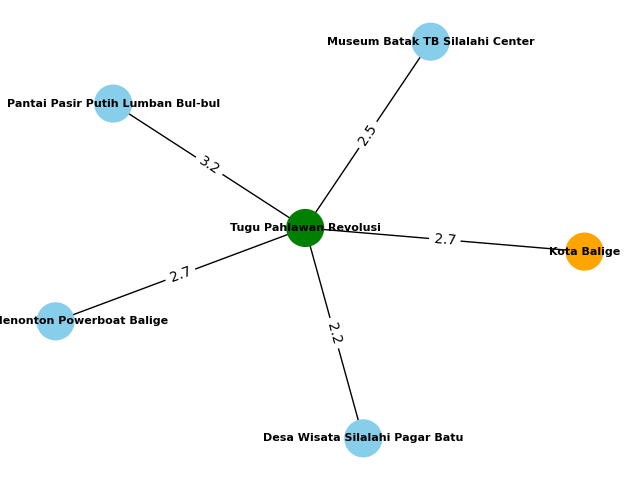 Museum Batak TB Silalahi Center
Pantai Pasir Putih Lumban Bul-bul
2.5
3.2
Tugu Pahlawan Revolusi
2.7
Kota Balige
2.7
enonton Powerboat Balige
2.2
Desa Wisata Silalahi Pagar Batu